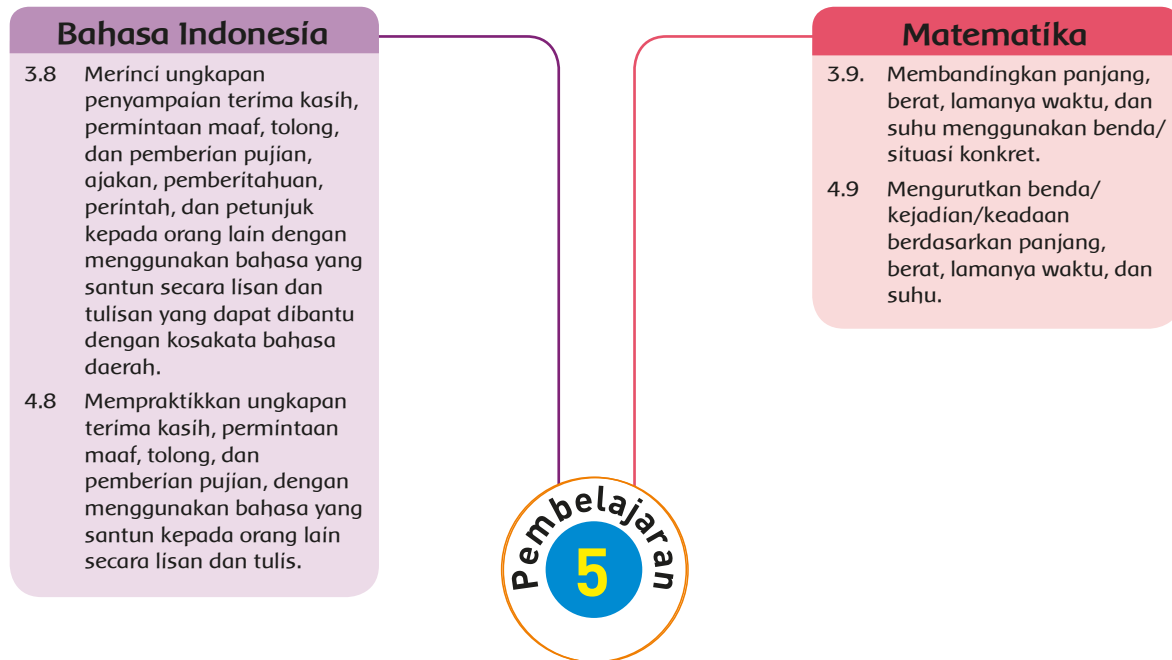 Bahasa Indonesia
3.8 Merinci ungkapan
penyampaian terima kasih,
permintaan maaf, tolong,
dan pemberian pujian,
ajakan, pemberitahuan,
perintah, dan petunjuk
kepada orang lain dengan
menggunakan bahasa yang
santun secara lisan dan
tulisan yang dapat dibantu
dengan kosakata bahasa
daerah.
4.8 Mempraktikkan ungkapan
terima kasih, permintaan
maaf, tolong, dan
pemberian pujian, dengan
menggunakan bahasa yang
santun kepada orang lain
secara lisan dan tulis.
Matematika
3.9. Membandingkan panjang,
berat, lamanya waktu, dan
suhu menggunakan benda/
situasi konkret.
4.9 Mengurutkan benda/
kejadian/keadaan
berdasarkan panjang,
berat, lamanya waktu, dan
suhu.
Pembelajaran
5